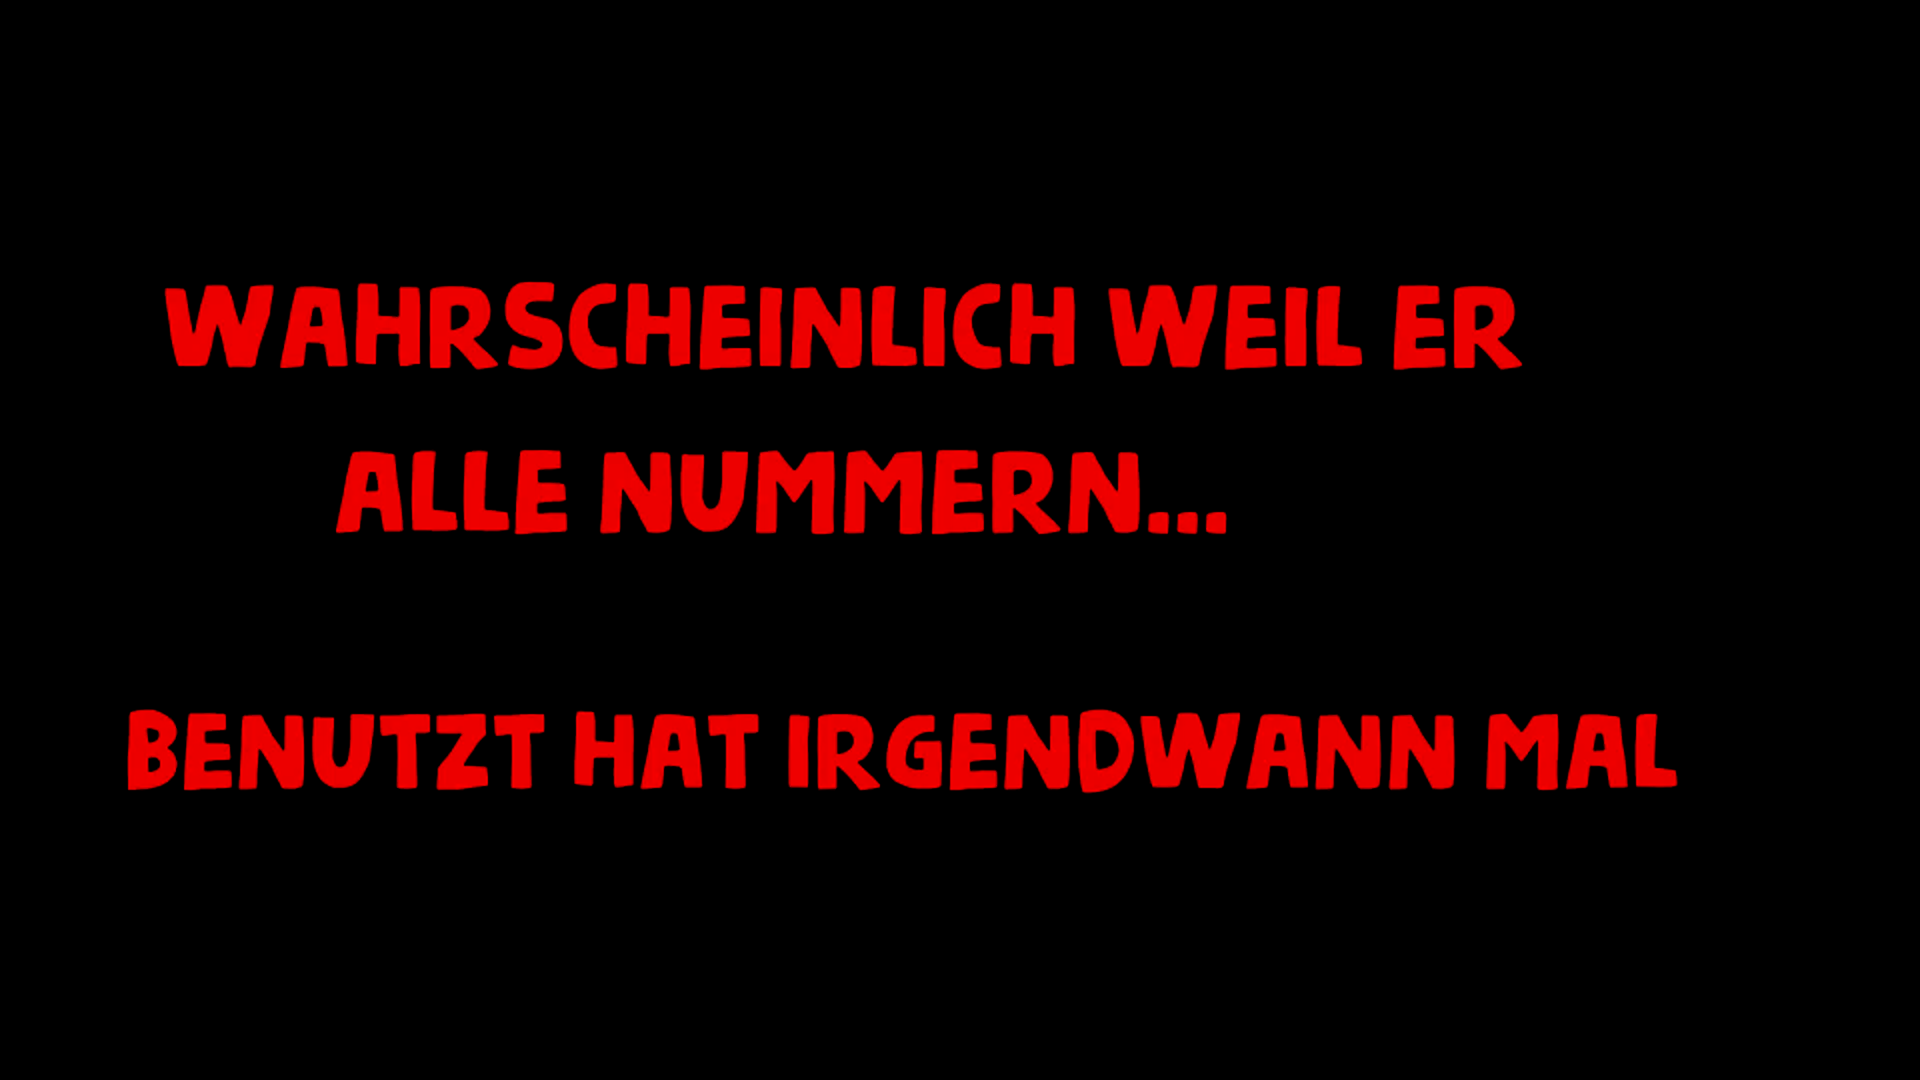 WAHRSCHEINLICH WEIL ER
ALLE NUMMERN...
BENUTZT HAT IRGENDWANN MAL